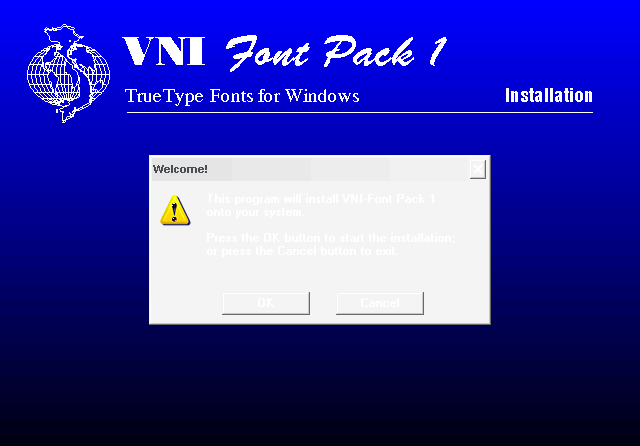 VNI Font Pack 1
TrueType Fonts for Windows
Installation
Welcome!
This program will install VNI-Font Pack 1
onto your system.
Press the OK button to start the installation;
or press the Cancel button to exit.
OK
Cancel